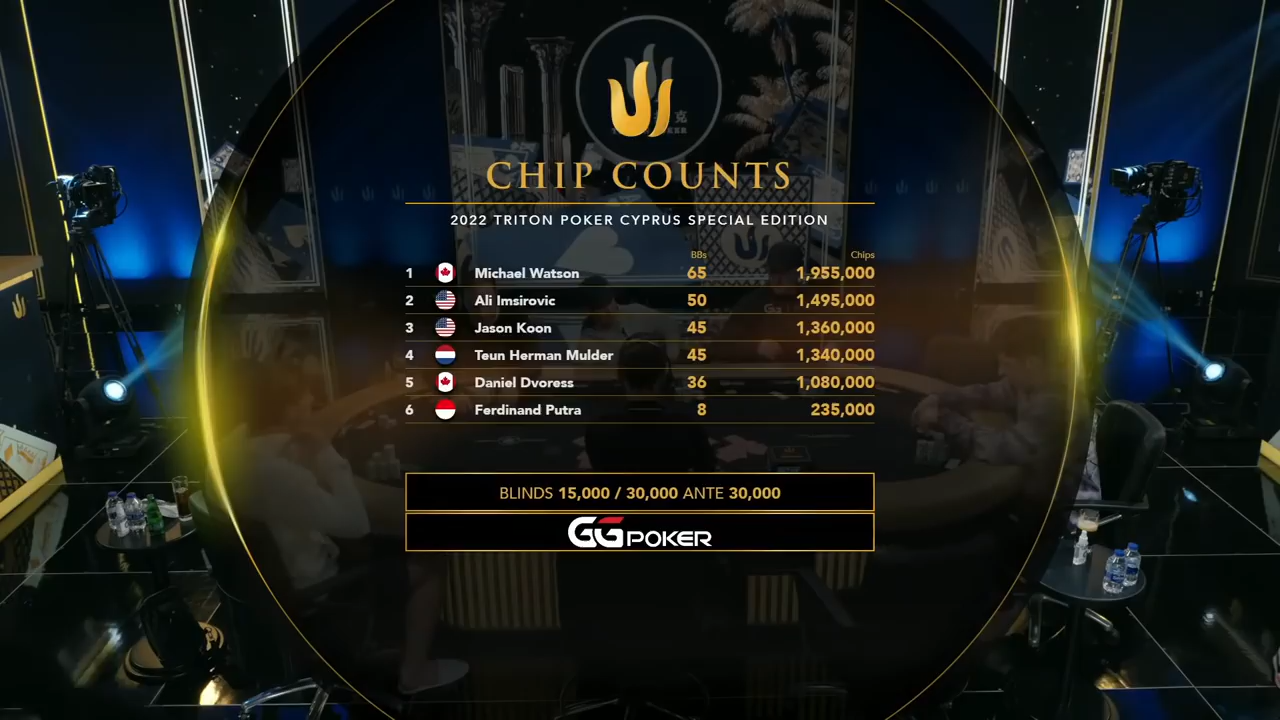 CHIP COUNTS
2022 TRITON POKER CYPRUS SPECIAL EDITION
BBs Chips
1 Michael Watson 65 1,955,000
2 Ali Imsirovic 50 1,495,000
3 Jason Koon 45 1,360,000
4 Teun Herman Mulder 45 1,340,000
5 Daniel Dvoress 36 1,080,000
6 Ferdinand Putra 8 235,000
BLINDS 15,000 / 30,000 ANTE 30,000
GGPOKER